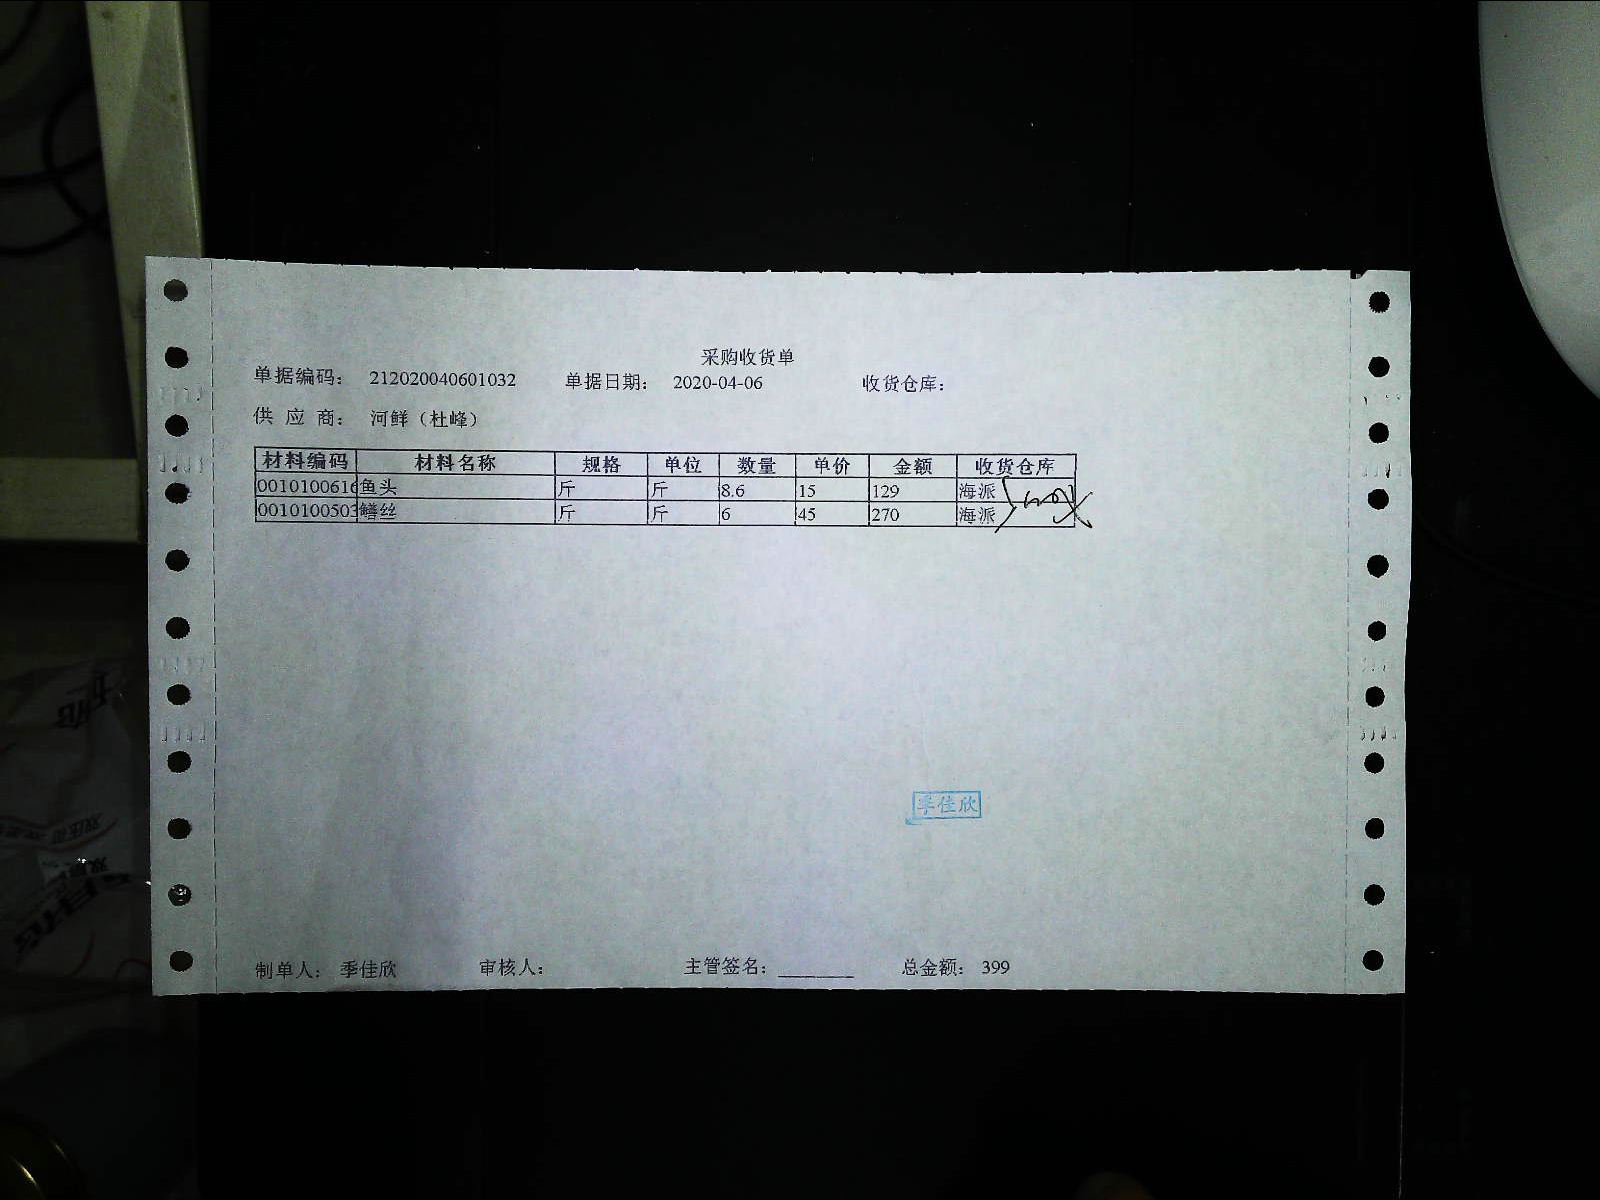 采购收货单
单据编码： 212020040601032 单据日期： 2020-04-06 收货仓库：
供 应 商： 河鲜（杜峰）
材料编码 材料名称 规格 单位 数量 单价 金额 收货仓库
0010100616 鱼头 斤 斤 8.6 15 129 海派
0010100503 鳝丝 斤 斤 6 45 270 海派
季佳欣
制单人： 季佳欣 审核人： 主管签名： 总金额： 399